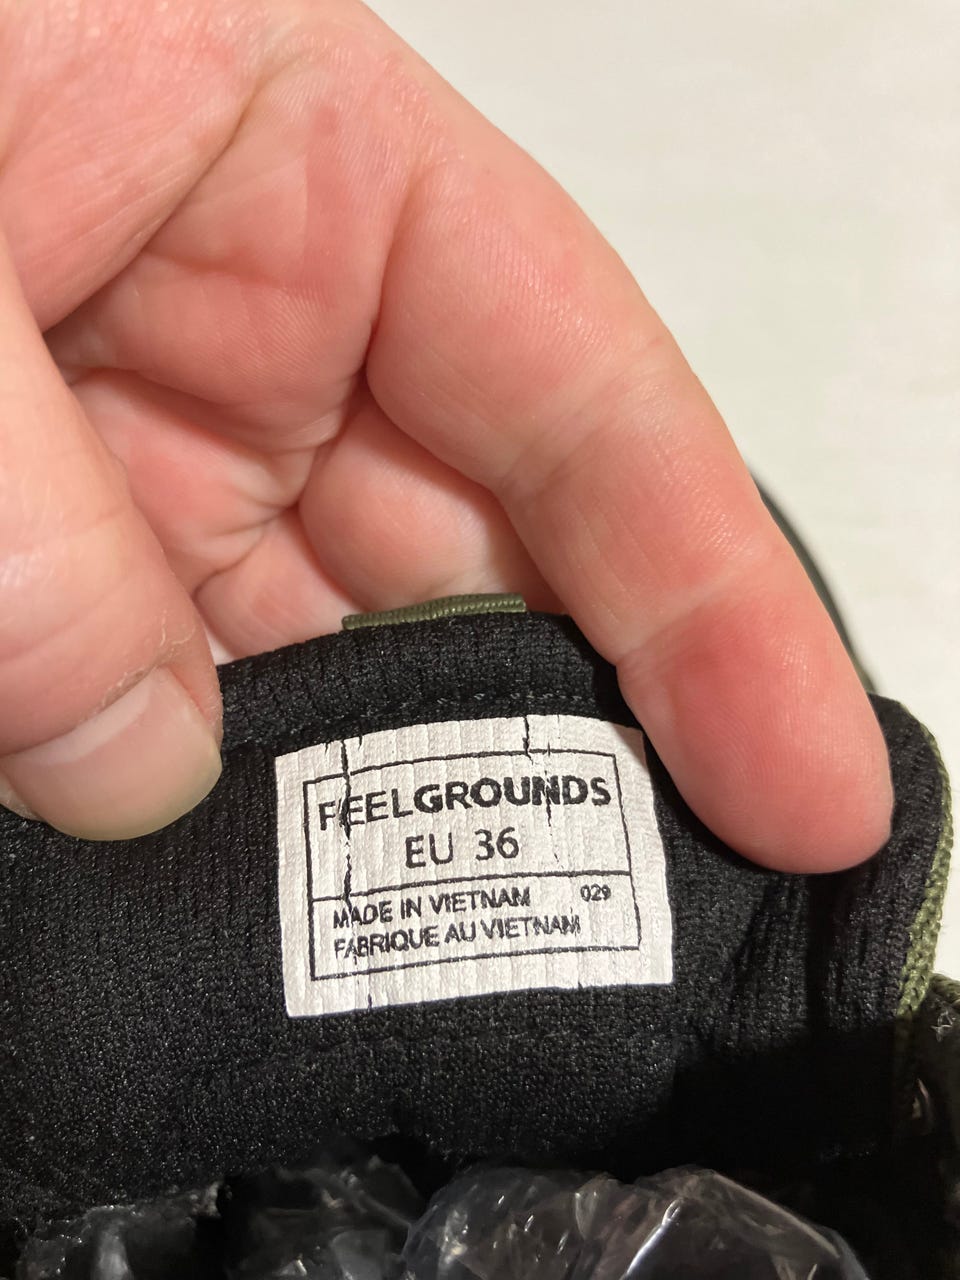 FEELGROUNDS
EU 36
MADE IN VIETNAM 029
FABRIQUE AU VIETNAM